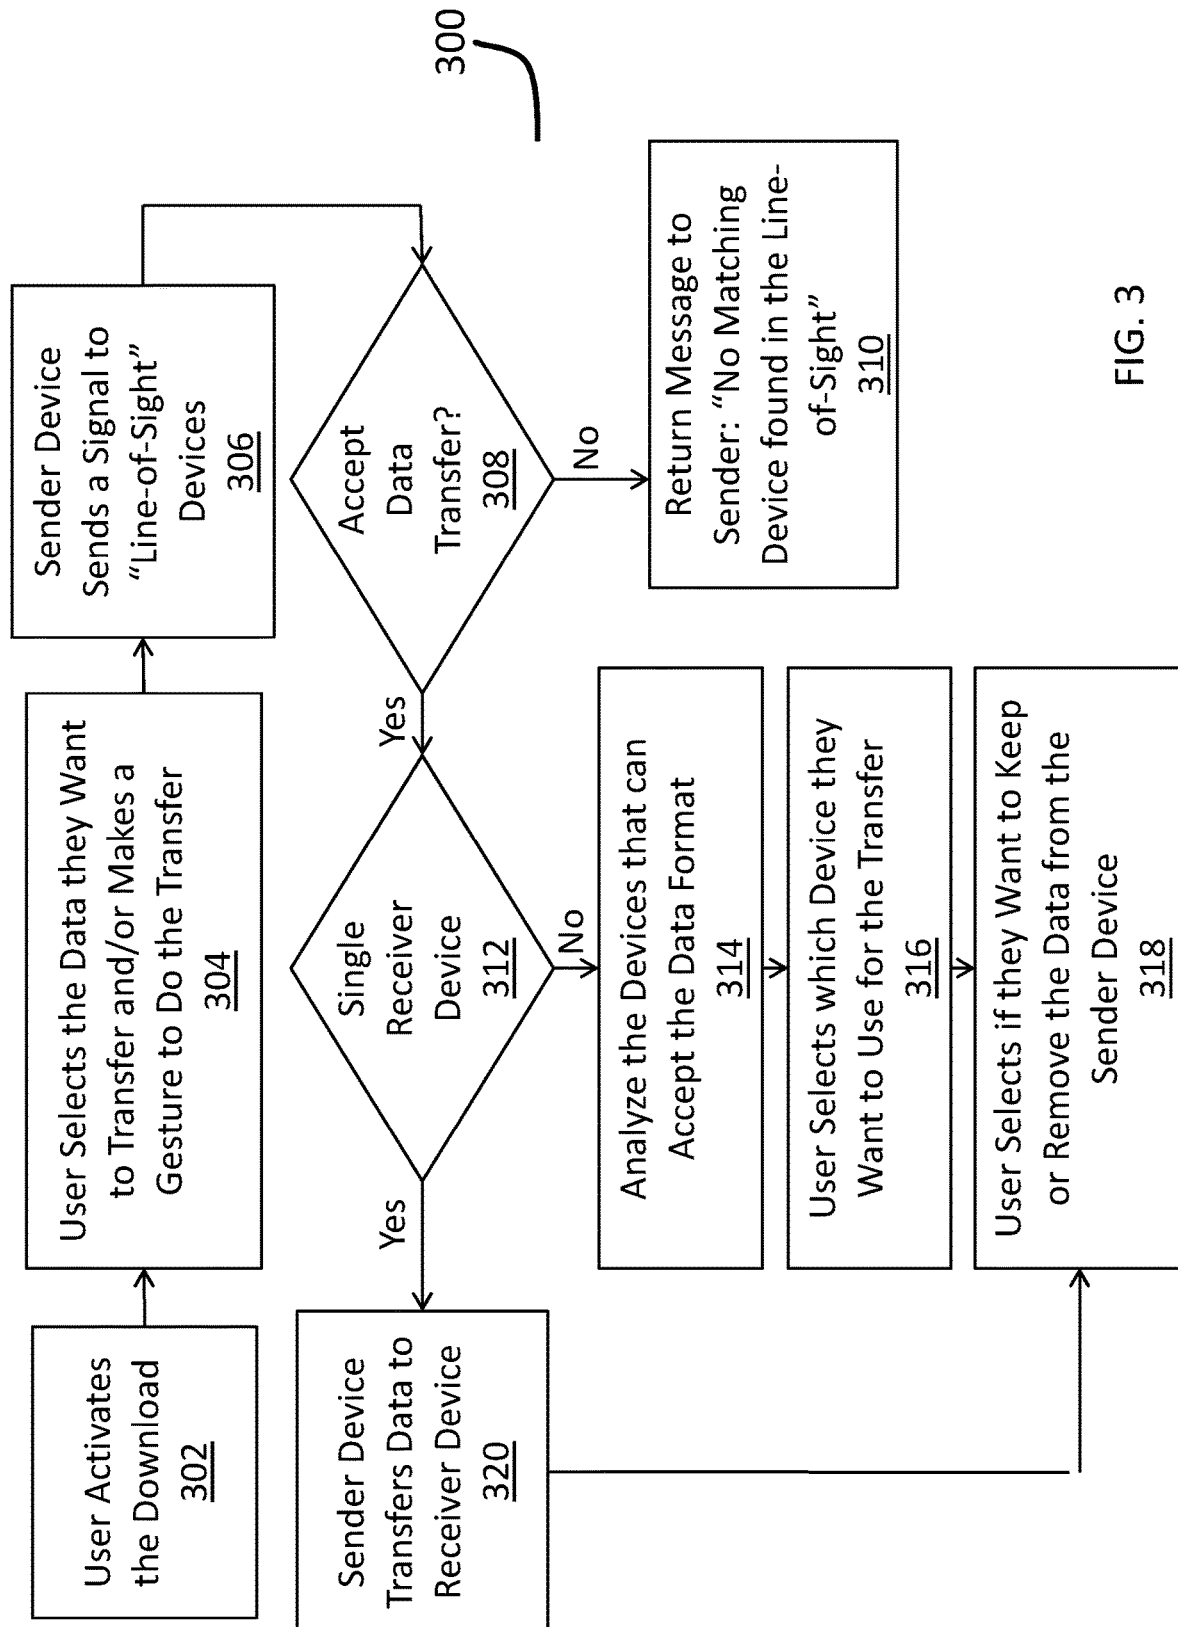 User Activates
the Download
302
User Selects the Data they Want
to Transfer and/or Makes a
Gesture to Do the Transfer
304
Sender Device
Sends a Signal to
“Line-of-Sight”
Devices
306
Accept
Data
Transfer?
308
Yes
No
Return Message to
Sender: “No Matching
Device found in the Line-
of-Sight”
310
Single
Receiver
Device
312
Yes
No
Sender Device
Transfers Data to
Receiver Device
320
Analyze the Devices that can
Accept the Data Format
314
User Selects which Device they
Want to Use for the Transfer
316
User Selects if they Want to Keep
or Remove the Data from the
Sender Device
318
300
FIG. 3